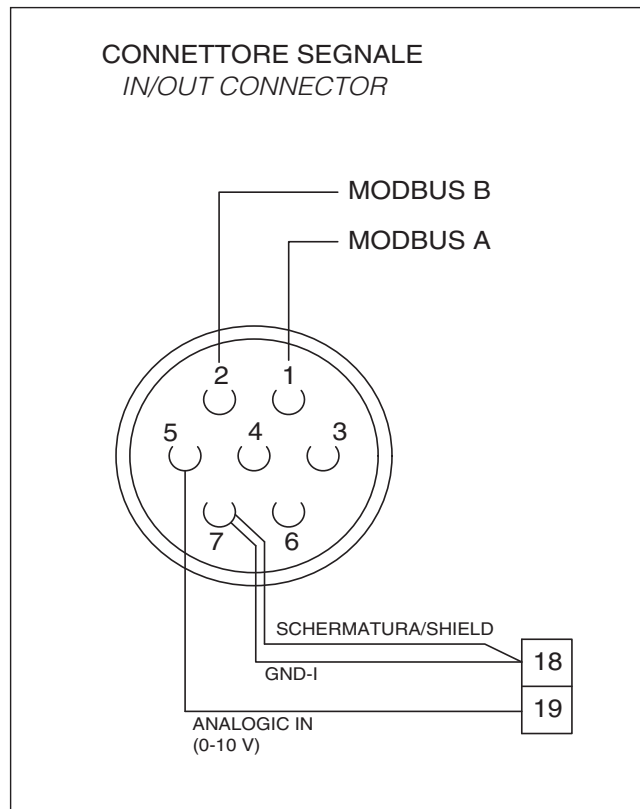 CONNETTORE SEGNALE
IN/OUT CONNECTOR
MODBUS B
MODBUS A
2 1
5 4 3
7 6
SCHERMATURA/SHIELD
18
GND-I
19
ANALOGIC IN
(0-10 V)